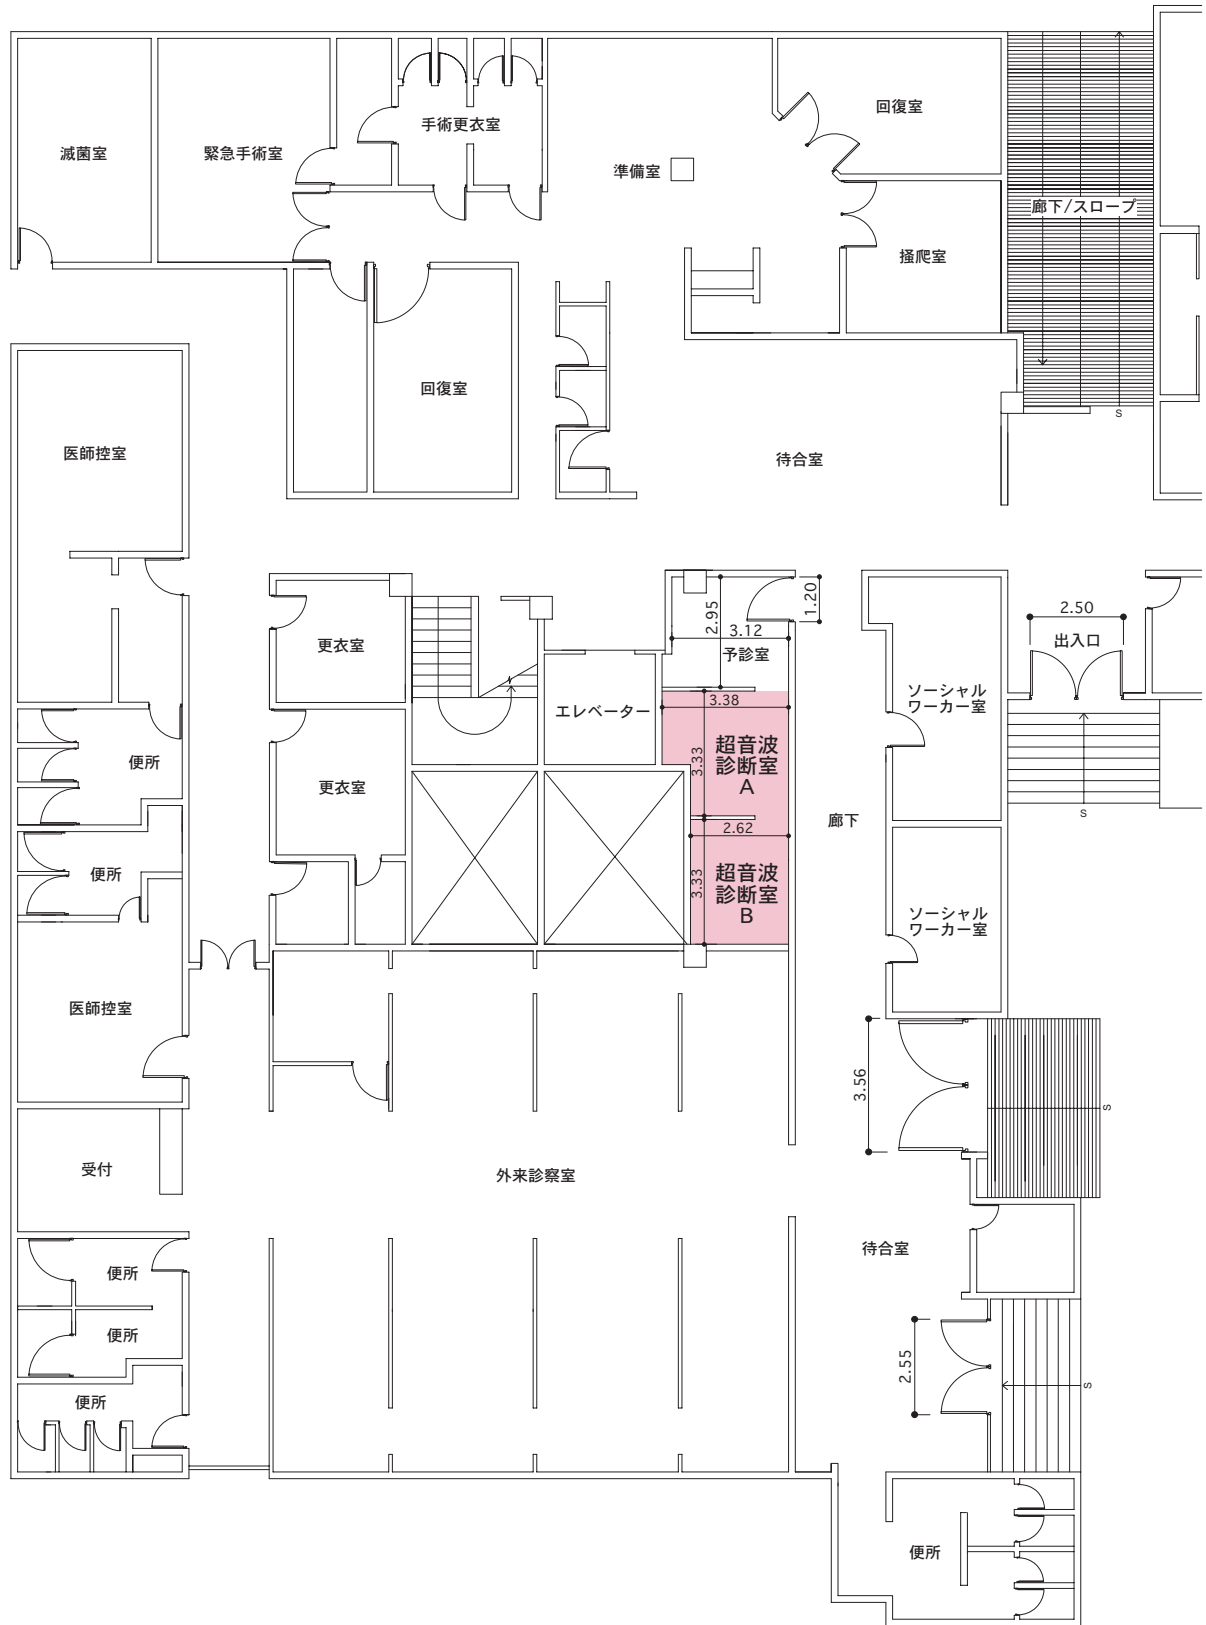 滅菌室
緊急手術室
手術更衣室
準備室
回復室
廊下/スロープ
掻爬室
回復室
S
医師控室
待合室
1.20
2.95
3.12
予診室
2.50
出入口
更衣室
エレベーター
3.38
超音波
診断室
A
3.33
ソーシャル
ワーカー室
便所
更衣室
廊下
S
2.62
便所
超音波
診断室
B
3.33
ソーシャル
ワーカー室
医師控室
3.56
S
受付
外来診察室
待合室
便所
便所
2.55
S
便所
便所